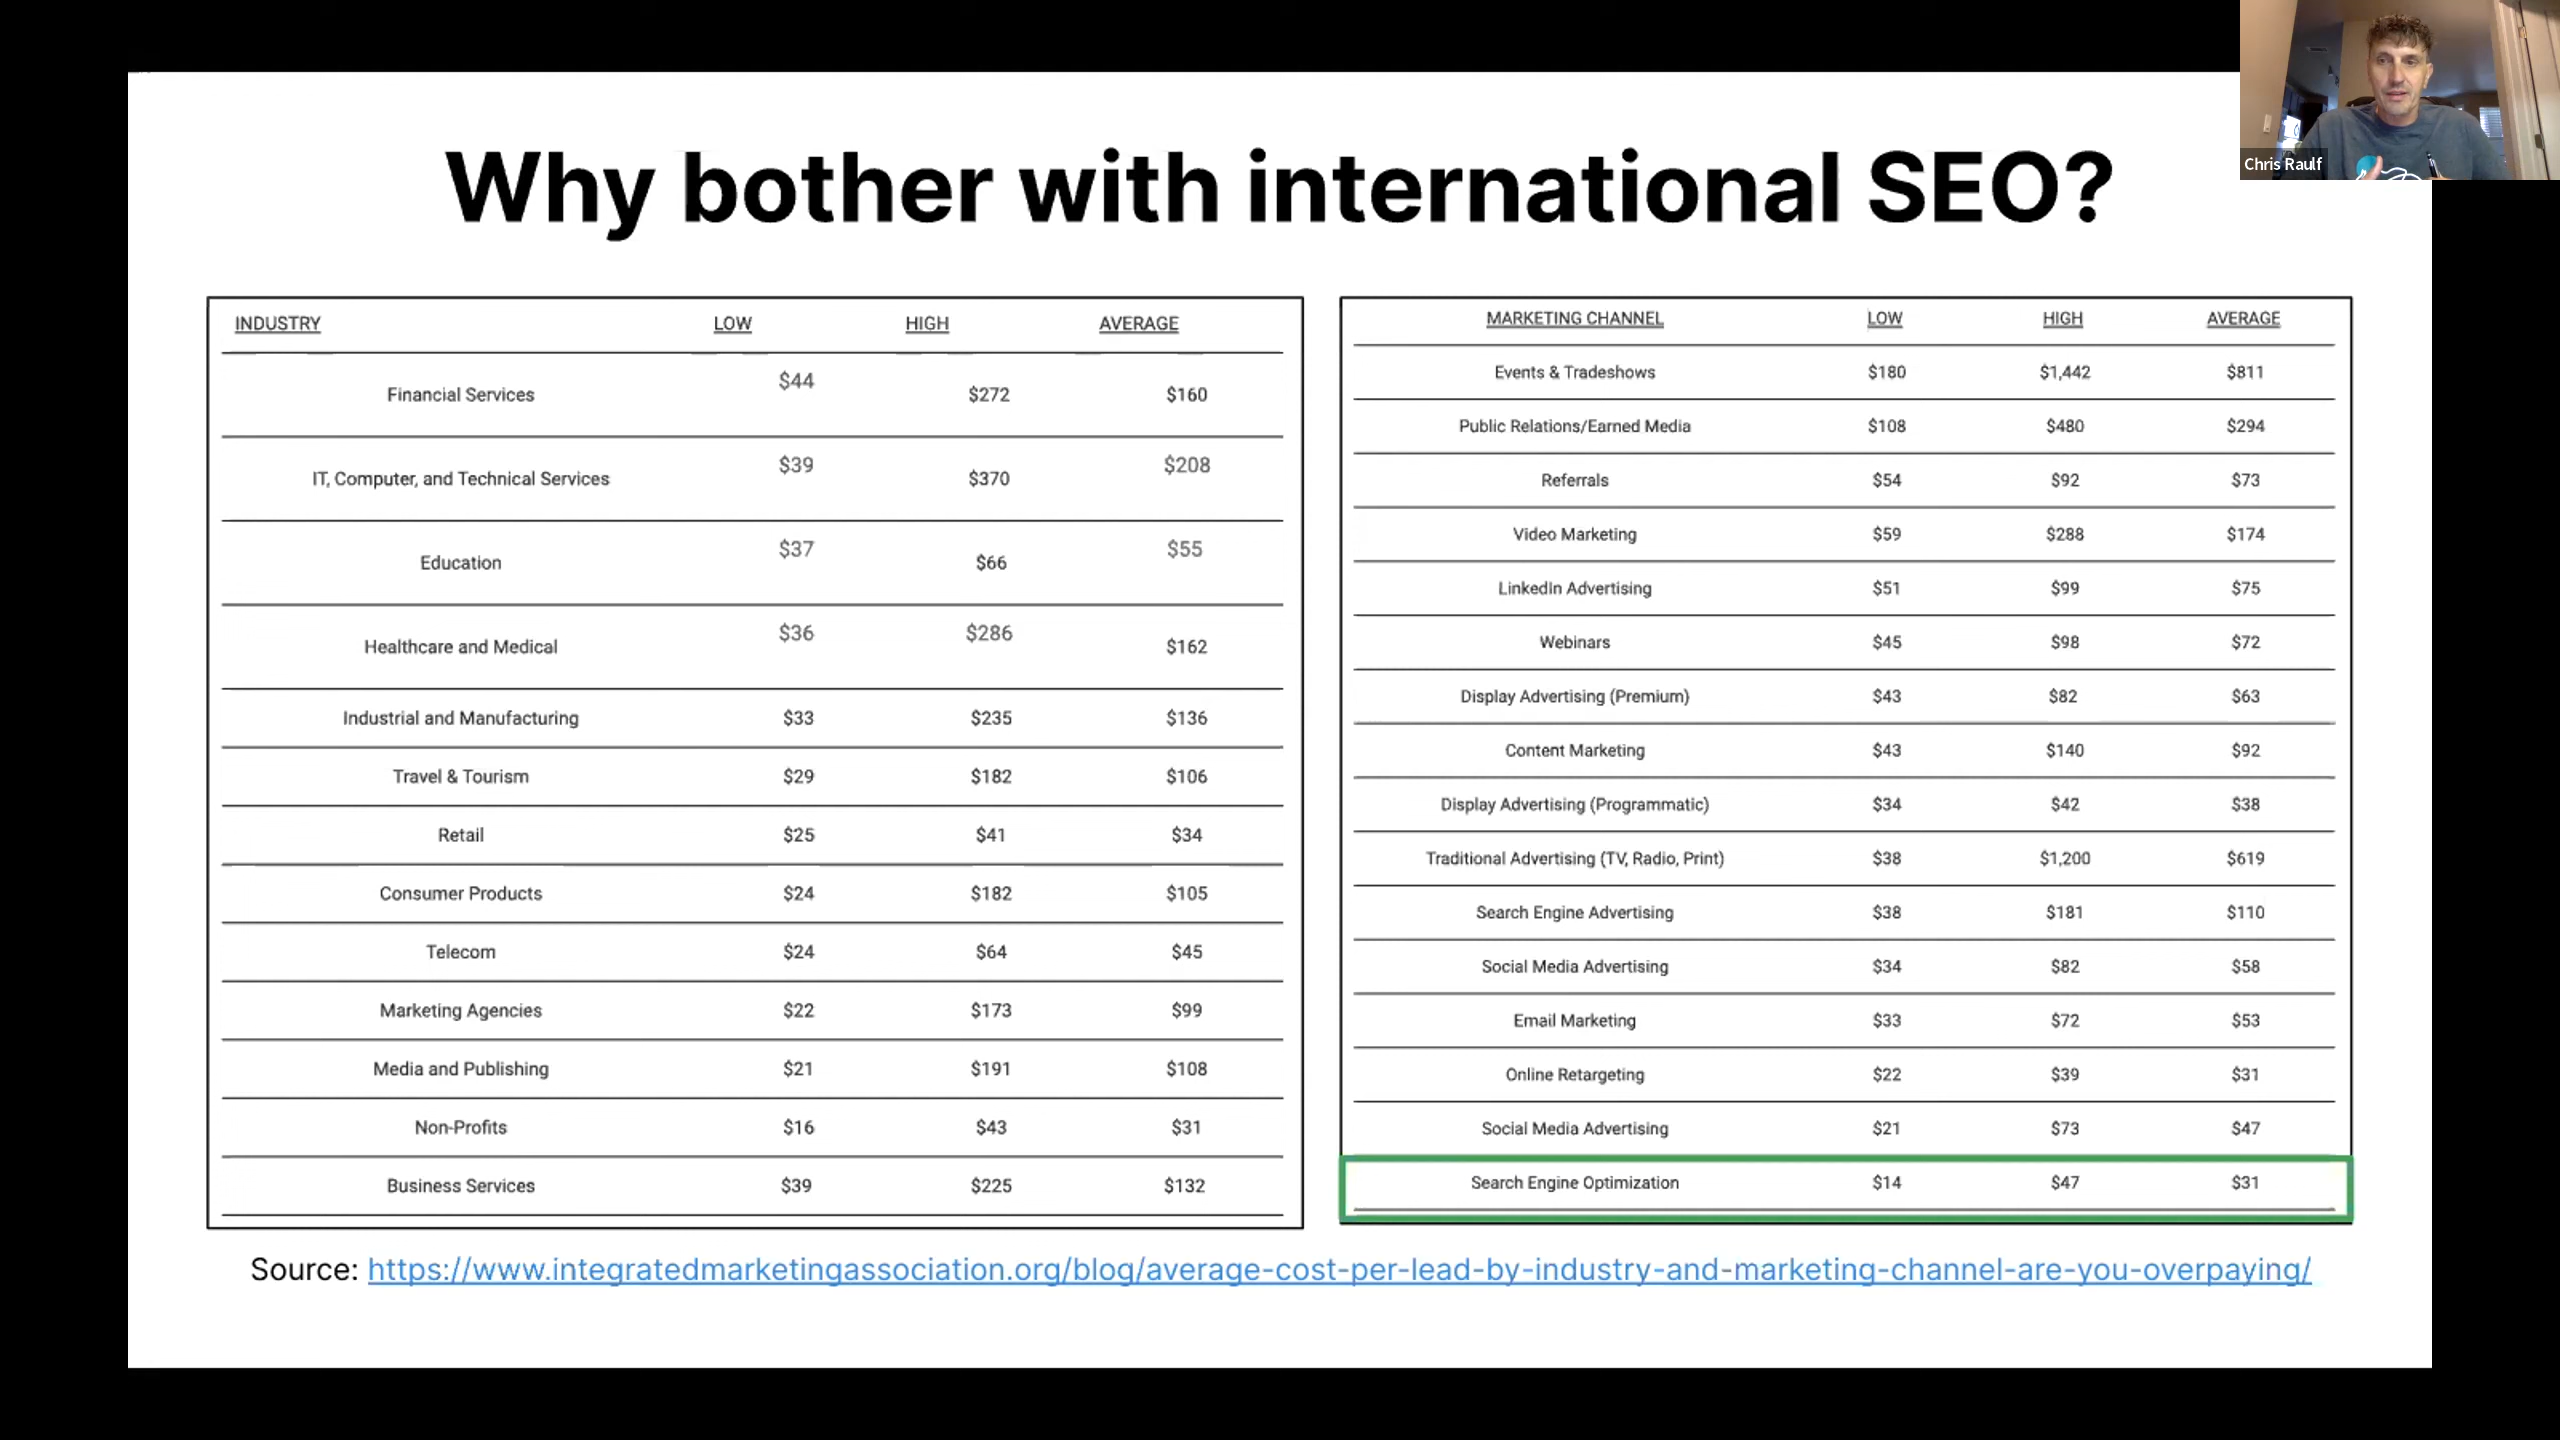 Chris Raulf
Why bother with international SEO?
INDUSTRY LOW HIGH AVERAGE
Financial Services $44 $272 $160
IT, Computer, and Technical Services $39 $370 $208
Education $37 $66 $55
Healthcare and Medical $36 $286 $162
Industrial and Manufacturing $33 $235 $136
Travel & Tourism $29 $182 $106
Retail $25 $41 $34
Consumer Products $24 $182 $105
Telecom $24 $64 $45
Marketing Agencies $22 $173 $99
Media and Publishing $21 $191 $108
Non-Profits $16 $43 $31
Business Services $39 $225 $132
MARKETING CHANNEL LOW HIGH AVERAGE
Events & Tradeshows $180 $1,442 $811
Public Relations/Earned Media $108 $480 $294
Referrals $54 $92 $73
Video Marketing $59 $288 $174
LinkedIn Advertising $51 $99 $75
Webinars $45 $98 $72
Display Advertising (Premium) $43 $82 $63
Content Marketing $43 $140 $92
Display Advertising (Programmatic) $34 $42 $38
Traditional Advertising (TV, Radio, Print) $38 $1,200 $619
Search Engine Advertising $38 $181 $110
Social Media Advertising $34 $82 $58
Email Marketing $33 $72 $53
Online Retargeting $22 $39 $31
Social Media Advertising $21 $73 $47
Search Engine Optimization $14 $47 $31
Source: https://www.integratedmarketingassociation.org/blog/average-cost-per-lead-by-industry-and-marketing-channel-are-you-overpaying/